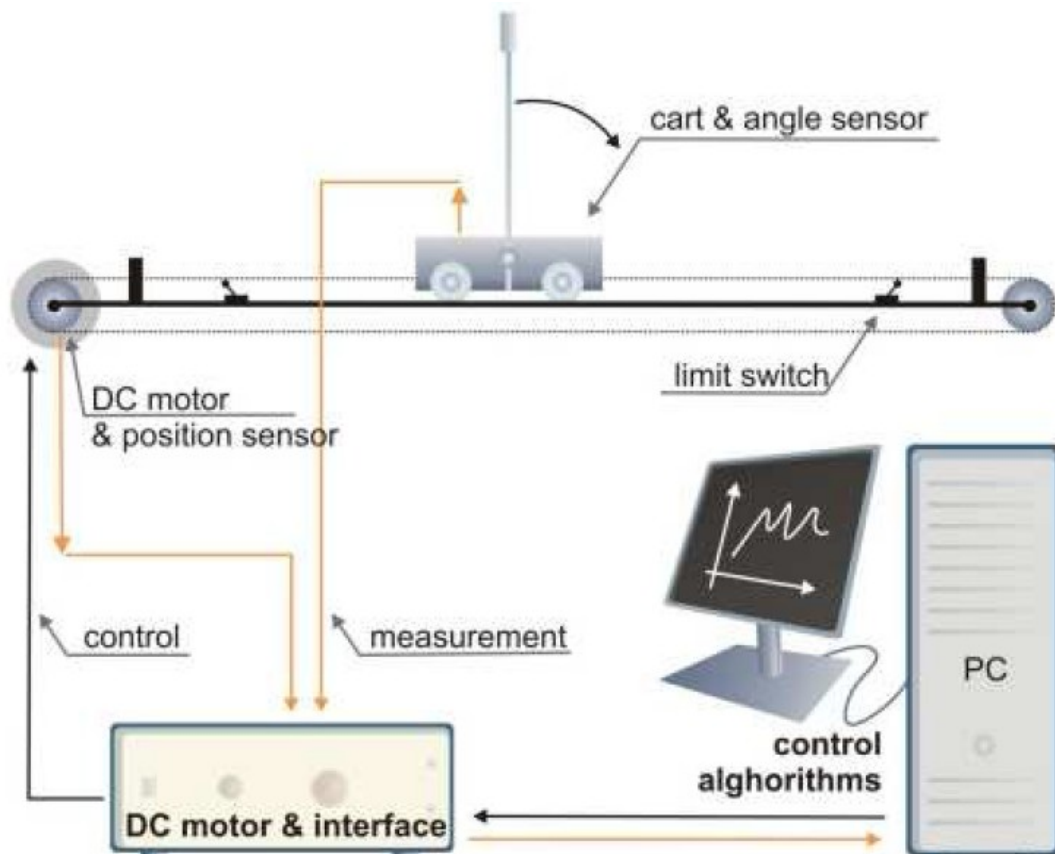 cart & angle sensor
DC motor
& position sensor
limit switch
control
measurement
PC
control
alghorithms
DC motor & interface